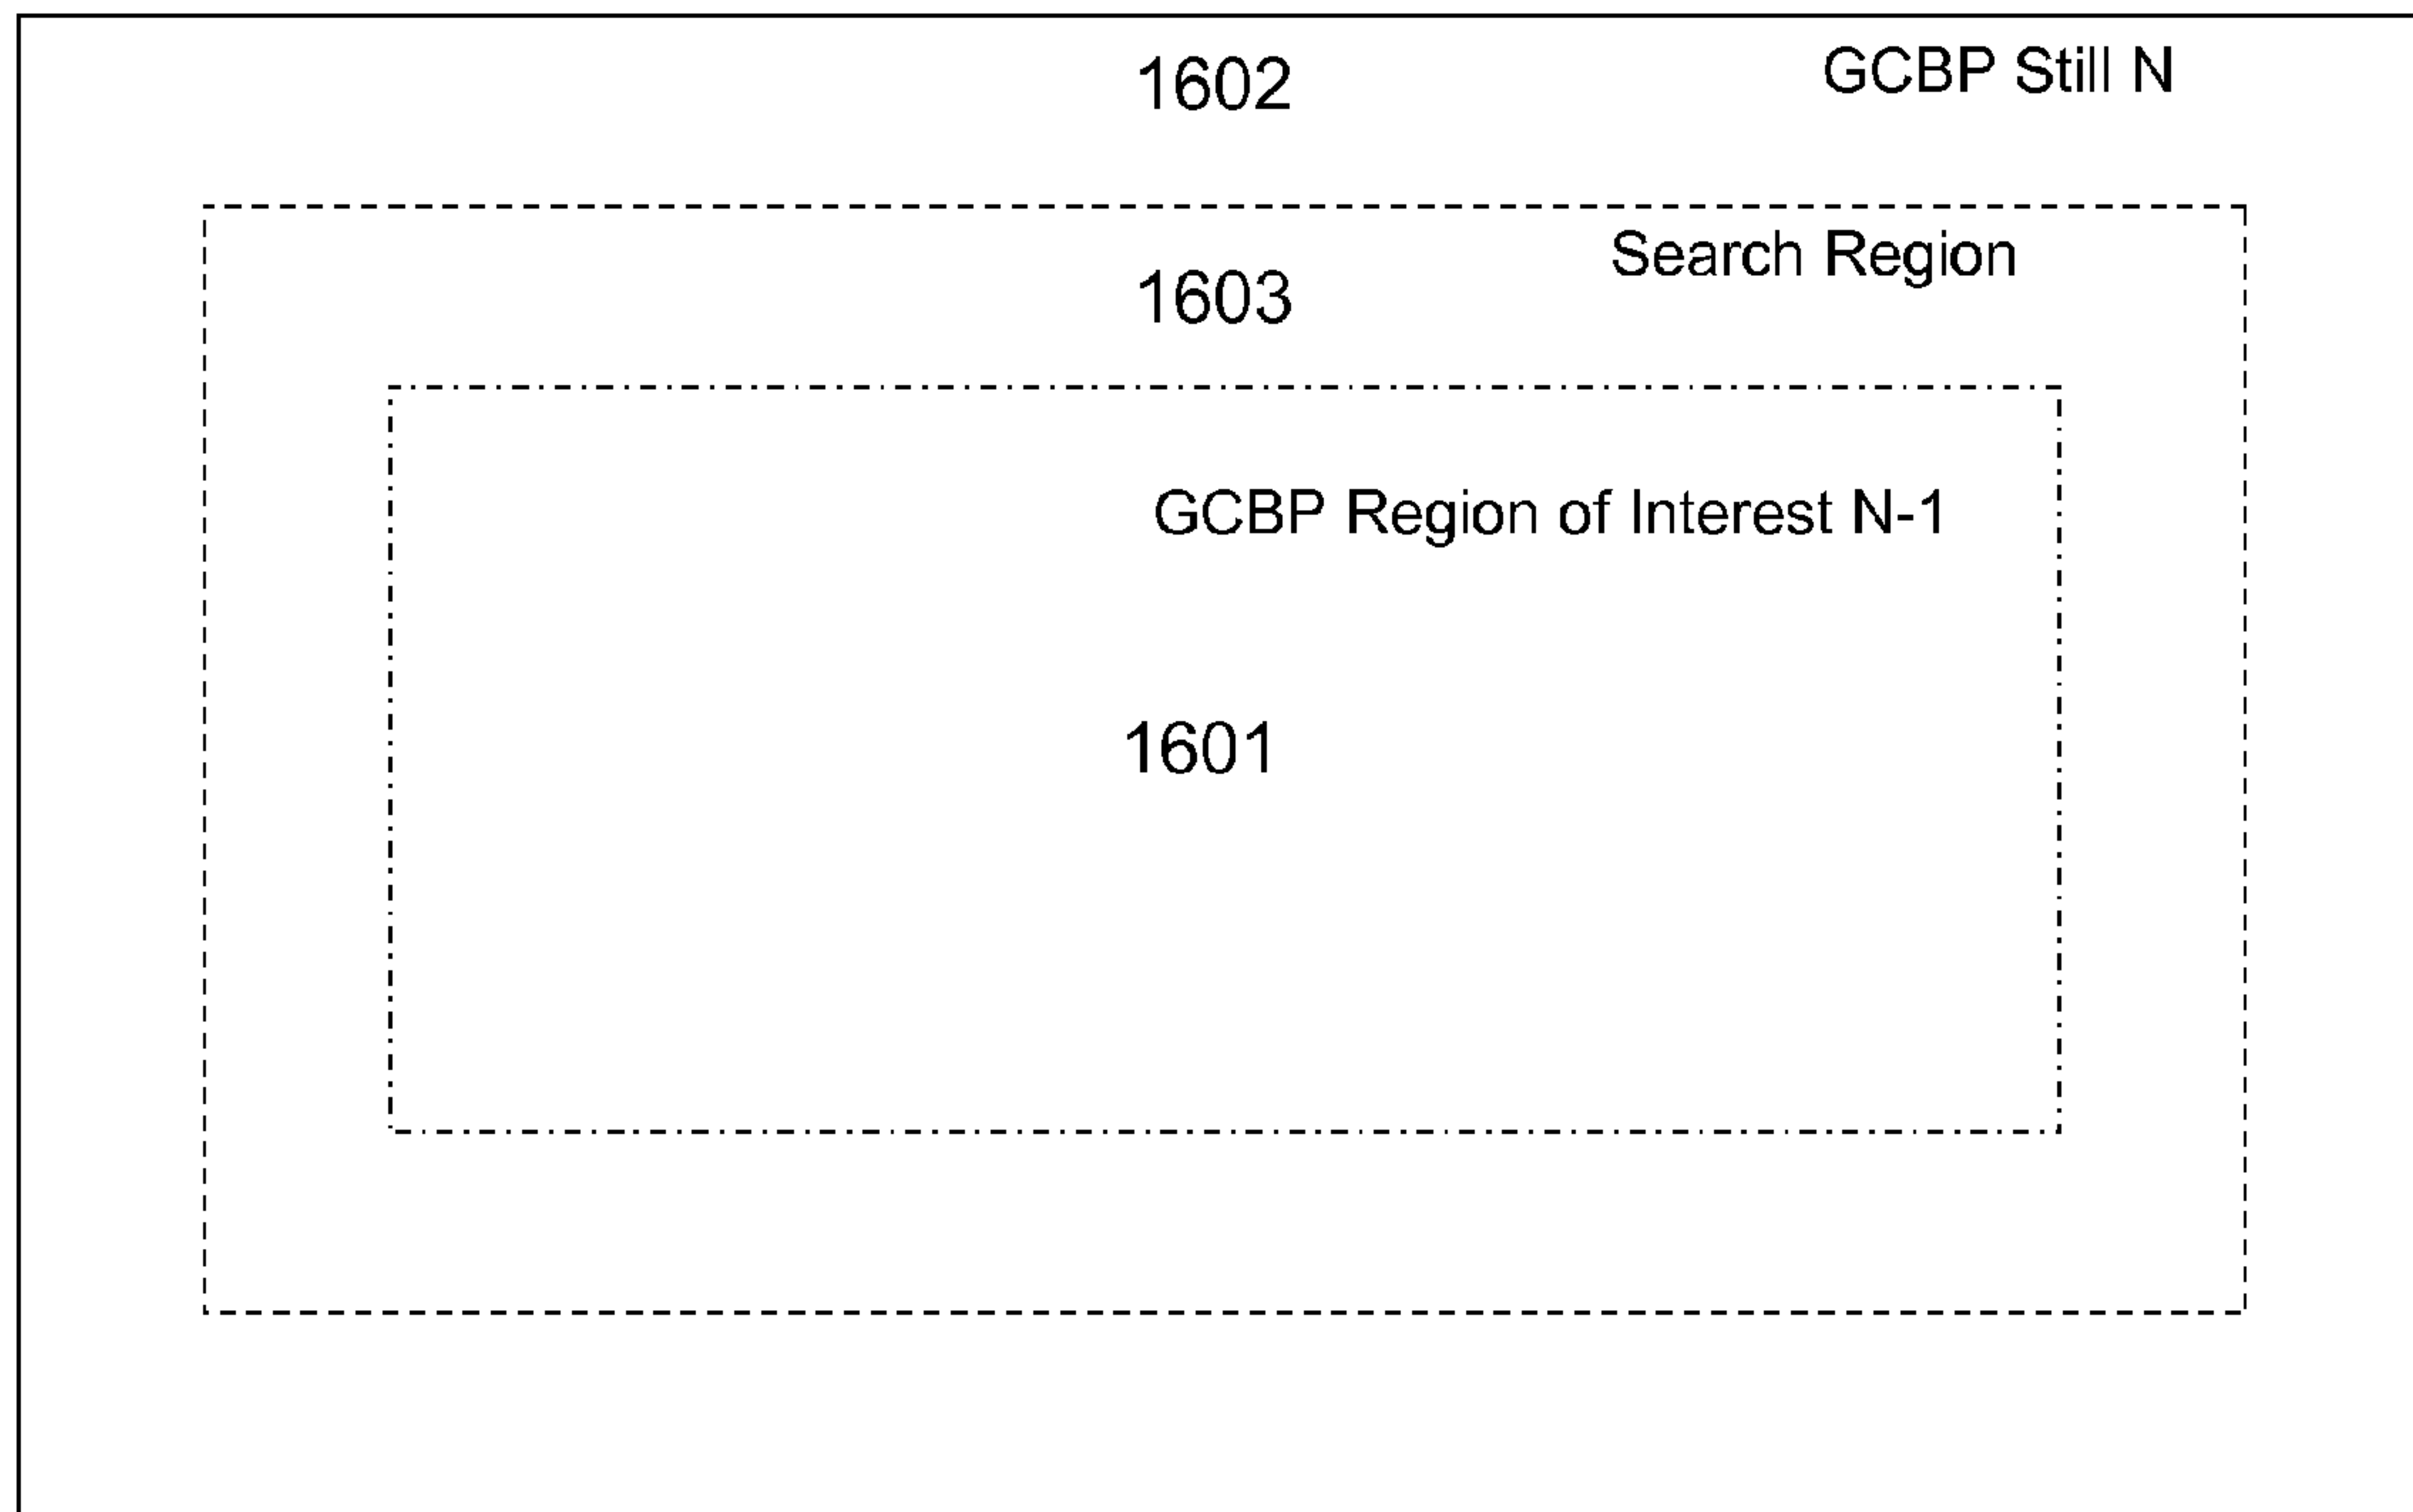 1602
GCBP Still N
Search Region
1603
GCBP Region of Interest N-1
1601